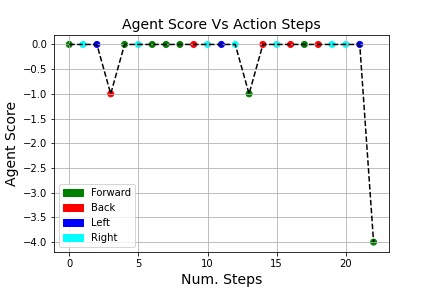 Agent Score Vs Action Steps
0.0
−0.5
−1.0
−1.5
−2.0
−2.5
−3.0
−3.5
−4.0
Agent Score
Forward
Back
Left
Right
0 5 10 15 20
Num. Steps